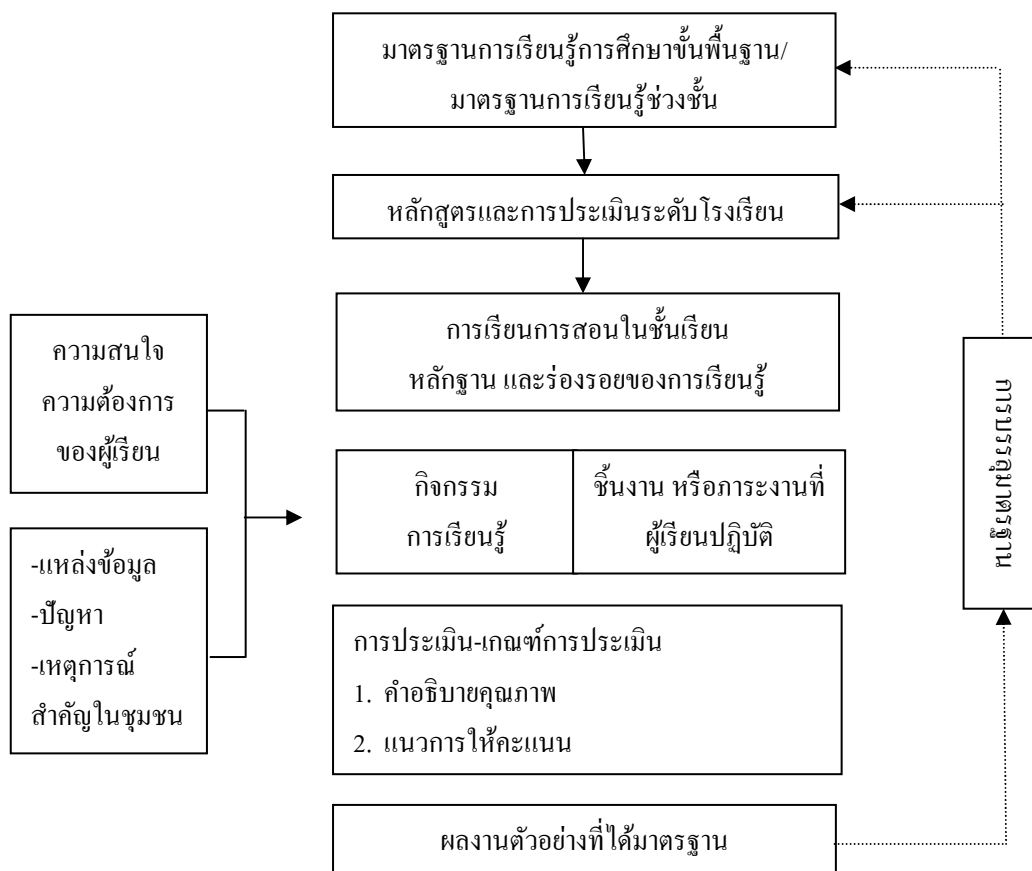 มาตรฐานการเรียนรู้การศึกษาขั้นพื้นฐาน/
มาตรฐานการเรียนรู้ช่วงชั้น
หลักสูตรและการประเมินระดับโรงเรียน
การเรียนการสอนในชั้นเรียน
หลักฐาน และร่องรอยของการเรียนรู้
ความสนใจ
ความต้องการ
ของผู้เรียน
-แหล่งข้อมูล
-ปัญหา
-เหตุการณ์
สำคัญในชุมชน
กิจกรรม
การเรียนรู้
ชิ้นงาน หรือภาระงานที่
ผู้เรียนปฏิบัติ
การประเมิน-เกณฑ์การประเมิน
1. คำอธิบายคุณภาพ
2. แนวการให้คะแนน
ผลงานตัวอย่างที่ได้มาตรฐาน
การบรรลุมาตรฐาน